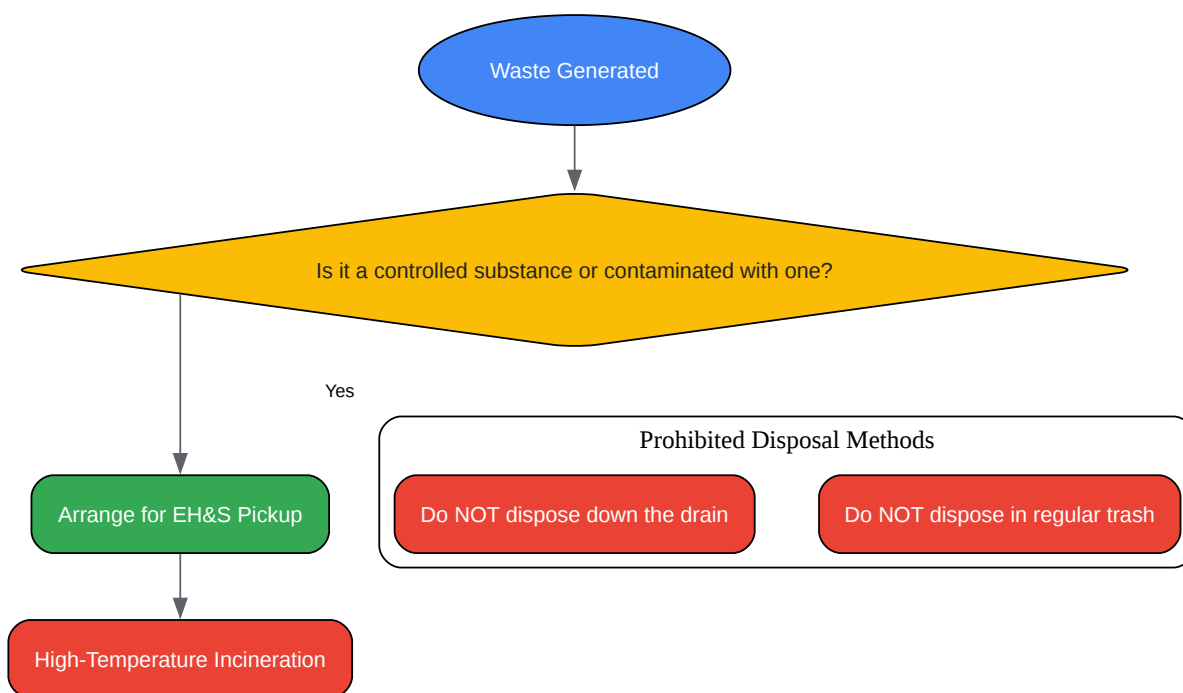 Waste Generated
Is it a controlled substance or contaminated with one?
Yes
Prohibited Disposal Methods
Arrange for EH&S Pickup
Do NOT dispose down the drain
Do NOT dispose in regular trash
High-Temperature Incineration